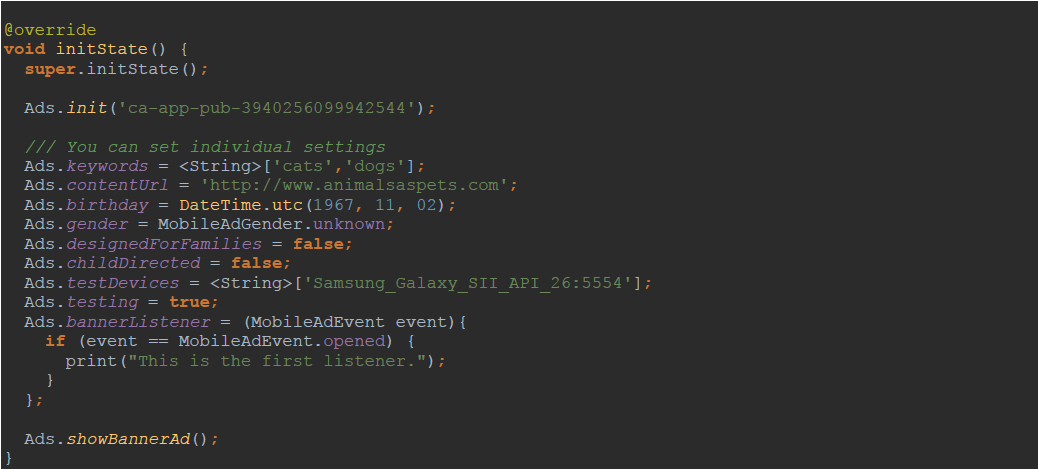 @override
void initState() {
  super.initState();

  Ads.init('ca-app-pub-3940256099942544');

  /// You can set individual settings
  Ads.keywords = <String>['cats','dogs'];
  Ads.contentUrl = 'http://www.animalsaspets.com';
  Ads.birthday = DateTime.utc(1967, 11, 02);
  Ads.gender = MobileAdGender.unknown;
  Ads.designedForFamilies = false;
  Ads.childDirected = false;
  Ads.testDevices = <String>['Samsung_Galaxy_SII_API_26:5554'];
  Ads.testing = true;
  Ads.bannerListener = (MobileAdEvent event){
    if (event == MobileAdEvent.opened) {
      print("This is the first listener.");
    }
  };

  Ads.showBannerAd();
}